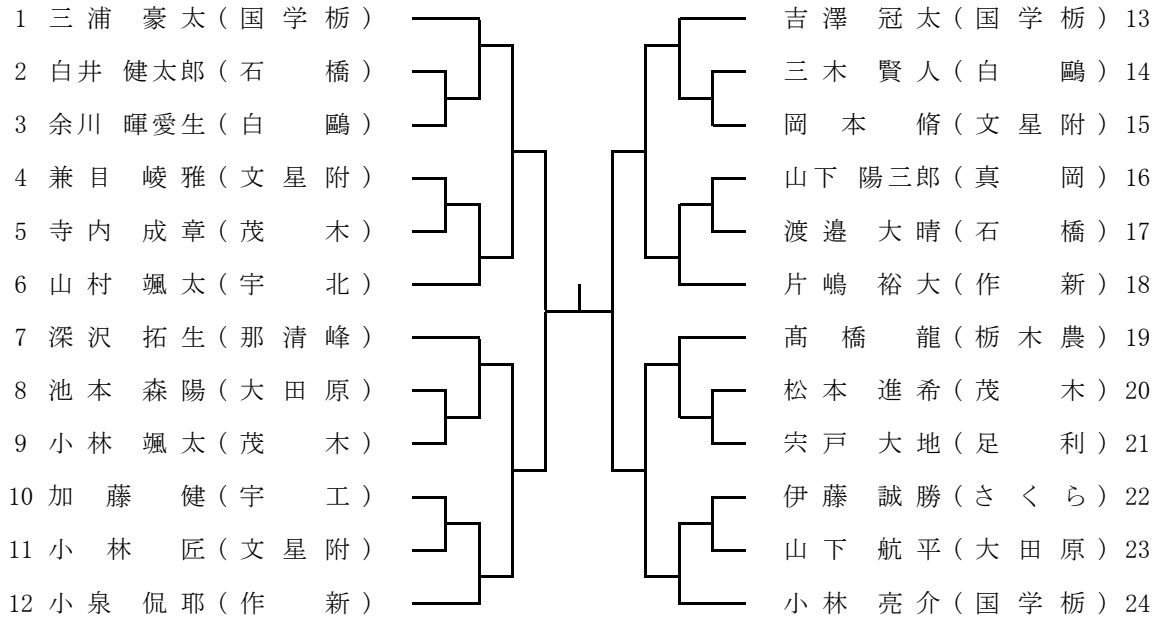 1 三浦 豪太(国学栃)
2 白井 健太郎(石橋)
3 余川 暉愛生(白鷗)
4 兼目 崚雅(文星附)
5 寺内 成章(茂木)
6 山村 颯太(宇北)
7 深沢 拓生(那清峰)
8 池本 森陽(大田原)
9 小林 颯太(茂木)
10 加藤 健(宇工)
11 小林 匠(文星附)
12 小泉 侃耶(作新)
吉澤 冠太(国学栃) 13
三木 賢人(白鷗) 14
岡本 脩(文星附) 15
山下 陽三郎(真岡) 16
渡邉 大晴(石橋) 17
片嶋 裕大(作新) 18
髙橋 龍(栃木農) 19
松本 進希(茂木) 20
宍戸 大地(足利) 21
伊藤 誠勝(さくら) 22
山下 航平(大田原) 23
小林 亮介(国学栃) 24